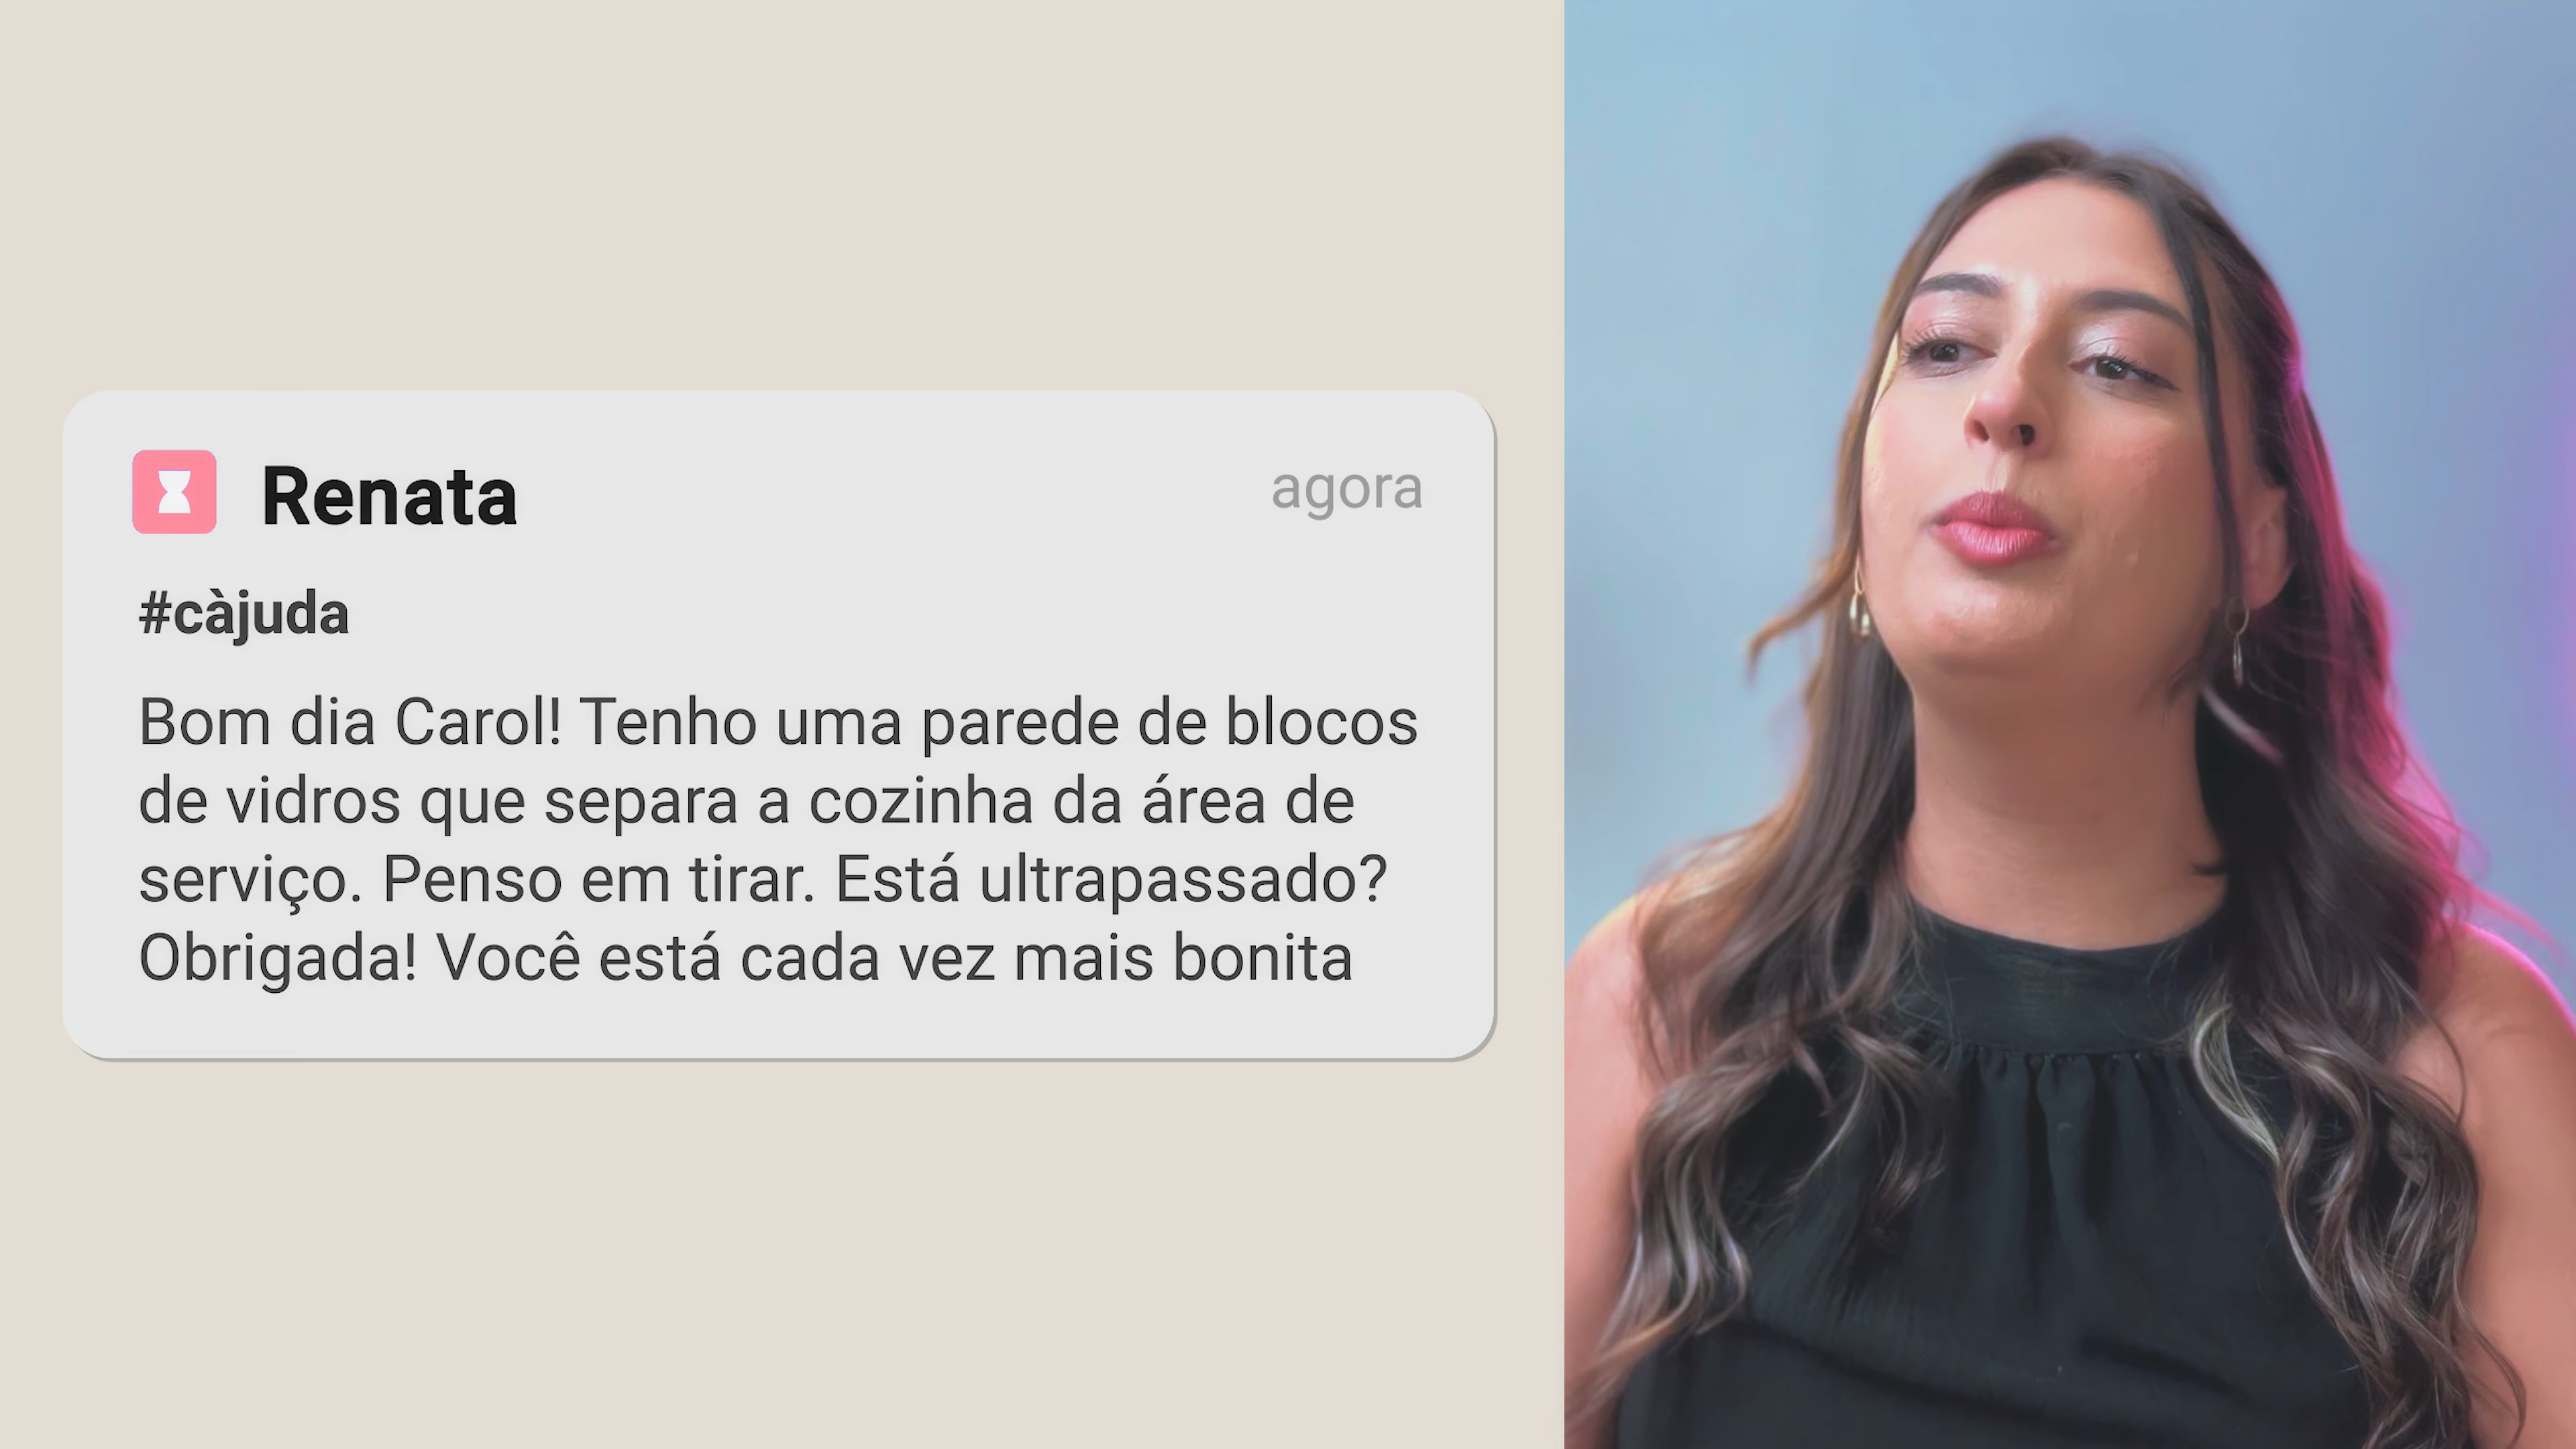 Renata
agora
#càjuda
Bom dia Carol! Tenho uma parede de blocos
de vidros que separa a cozinha da área de
serviço. Penso em tirar. Está ultrapassado?
Obrigada! Você está cada vez mais bonita